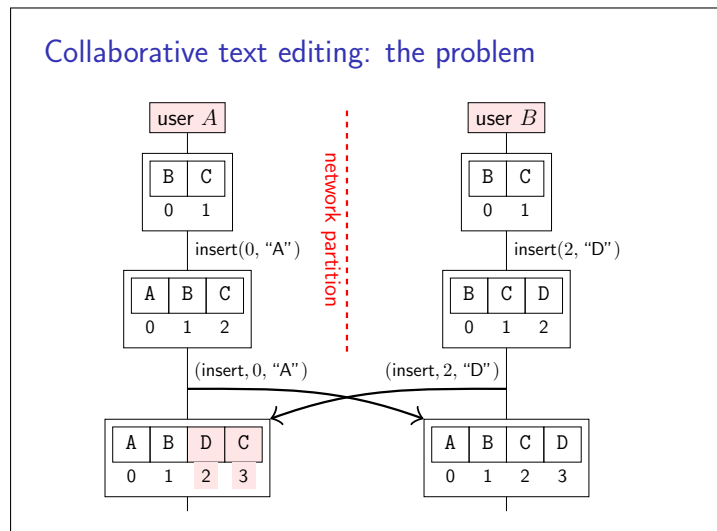 Collaborative text editing: the problem
user A
user B
network partition
B C
0 1
B C
0 1
insert(0, “A”)
insert(2, “D”)
A B C
0 1 2
B C D
0 1 2
(insert, 0, “A”)
(insert, 2, “D”)
A B D C
0 1 2 3
A B C D
0 1 2 3